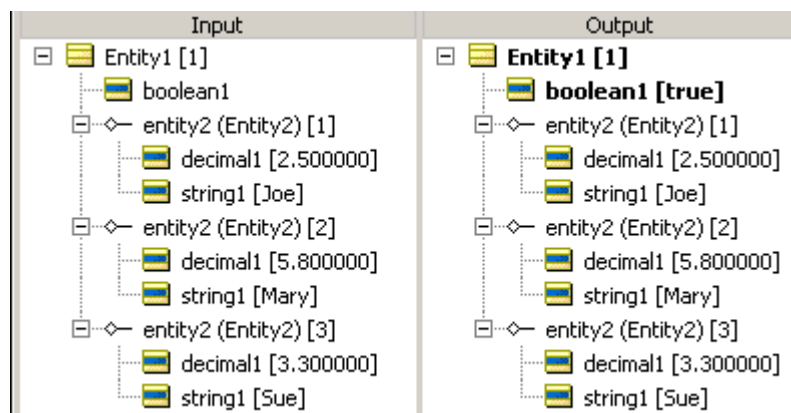 Input
Entity1 [1]
boolean1
entity2 (Entity2) [1]
decimal1 [2.500000]
string1 [Joe]
entity2 (Entity2) [2]
decimal1 [5.800000]
string1 [Mary]
entity2 (Entity2) [3]
decimal1 [3.300000]
string1 [Sue]
Output
Entity1 [1]
boolean1 [true]
entity2 (Entity2) [1]
decimal1 [2.500000]
string1 [Joe]
entity2 (Entity2) [2]
decimal1 [5.800000]
string1 [Mary]
entity2 (Entity2) [3]
decimal1 [3.300000]
string1 [Sue]